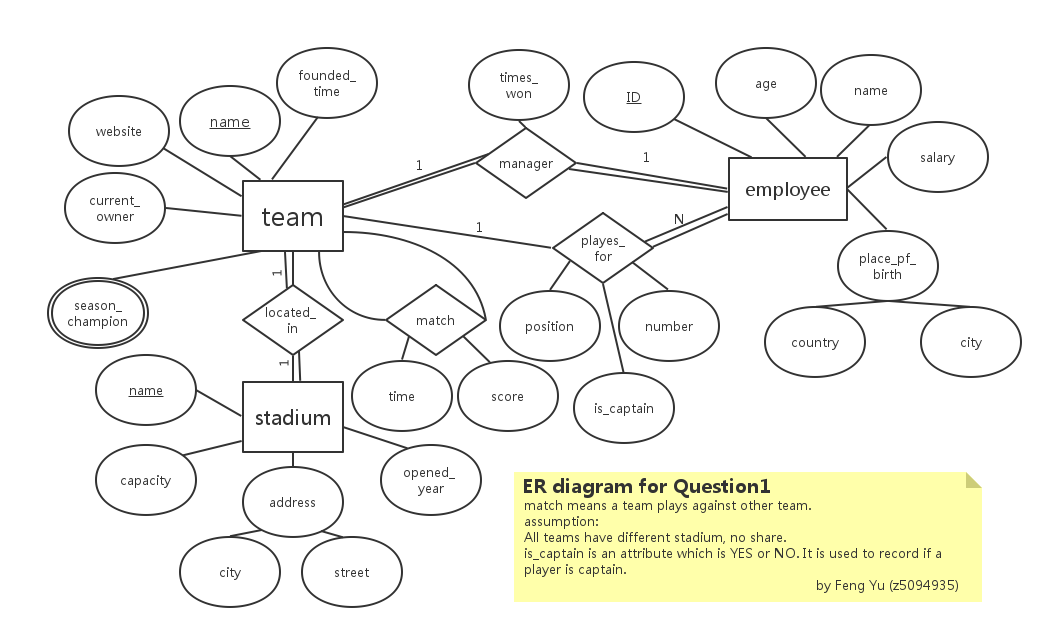 founded_
time
times_
won
ID
age
name
name
website
salary
1
1
manager
employee
current_
owner
team
1
N
playes_
for
place_pf_
birth
1
season_
champion
located_
in
match
position
number
country
city
1
name
time
score
is_captain
stadium
capacity
opened_
year
address
city
street
ER diagram for Question1
match means a team plays against other team.
assumption:
All teams have different stadium, no share.
is_captain is an attribute which is YES or NO. It is used to record if a
player is captain.
by Feng Yu (z5094935)